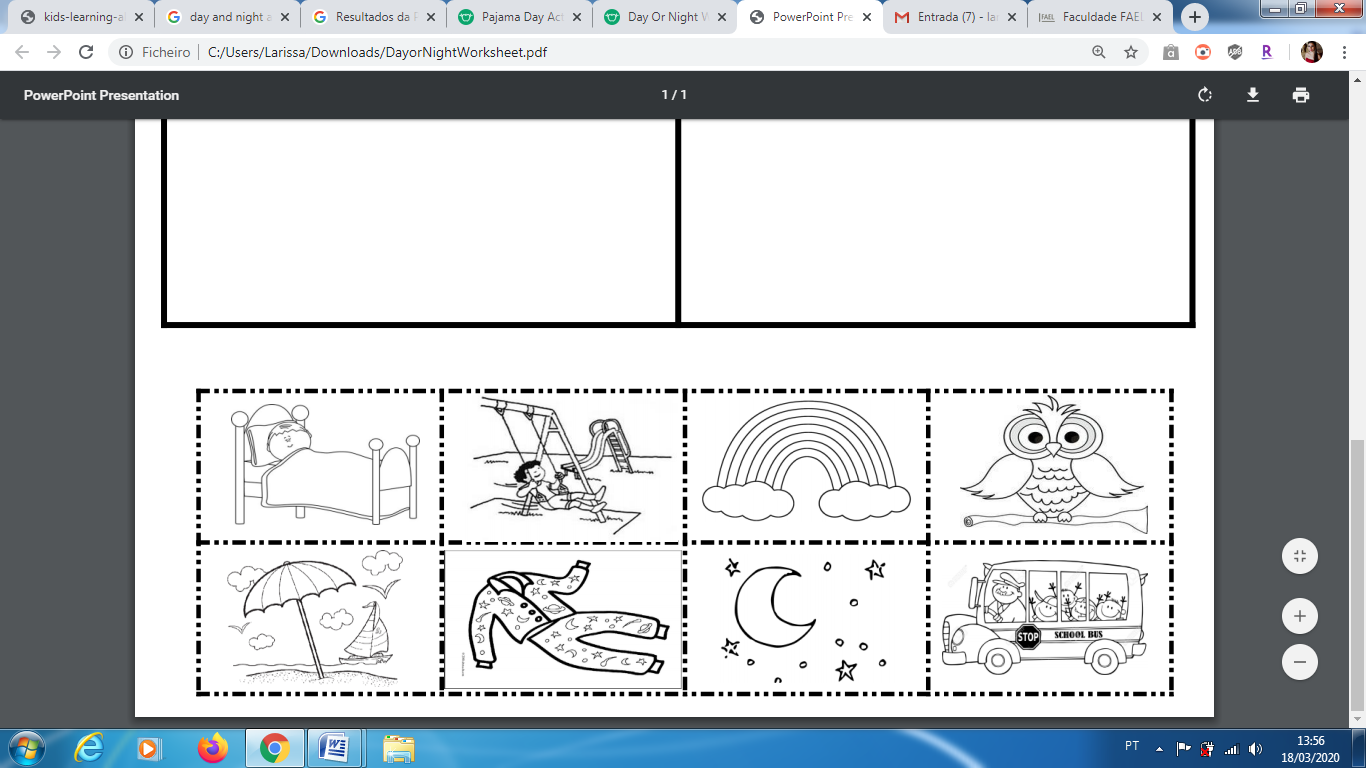 kids-learning-a
day and night a
Resultados da P
Pajama Day Act
Day Or Night W
PowerPoint Pre
Entrada (7) - la
FAEL
Faculdade FAEL
Ficheiro
C:/Users/Larissa/Downloads/DayorNightWorksheet.pdf
PowerPoint Presentation
1 / 1
STOP
SCHOOL BUS
PT
13:56
18/03/2020